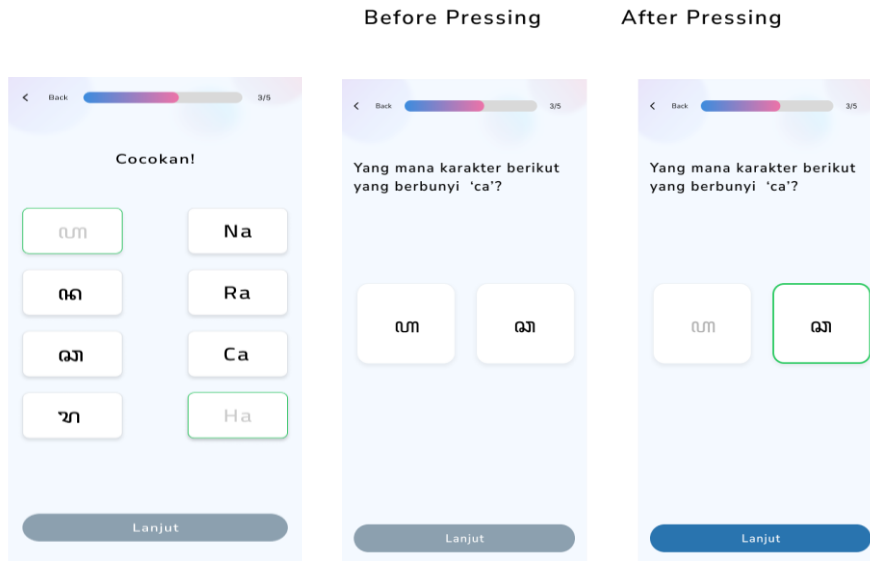 Before Pressing
After Pressing
Back
3/5
Cocokan!
ꦲ
Na
ꦤ
Ra
ꦕ
Ca
ꦫ
Ha
Lanjut
Back
3/5
Yang mana karakter berikut
yang berbunyi 'ca'?
ꦲ
ꦕ
Lanjut
Back
3/5
Yang mana karakter berikut
yang berbunyi 'ca'?
ꦲ
ꦕ
Lanjut